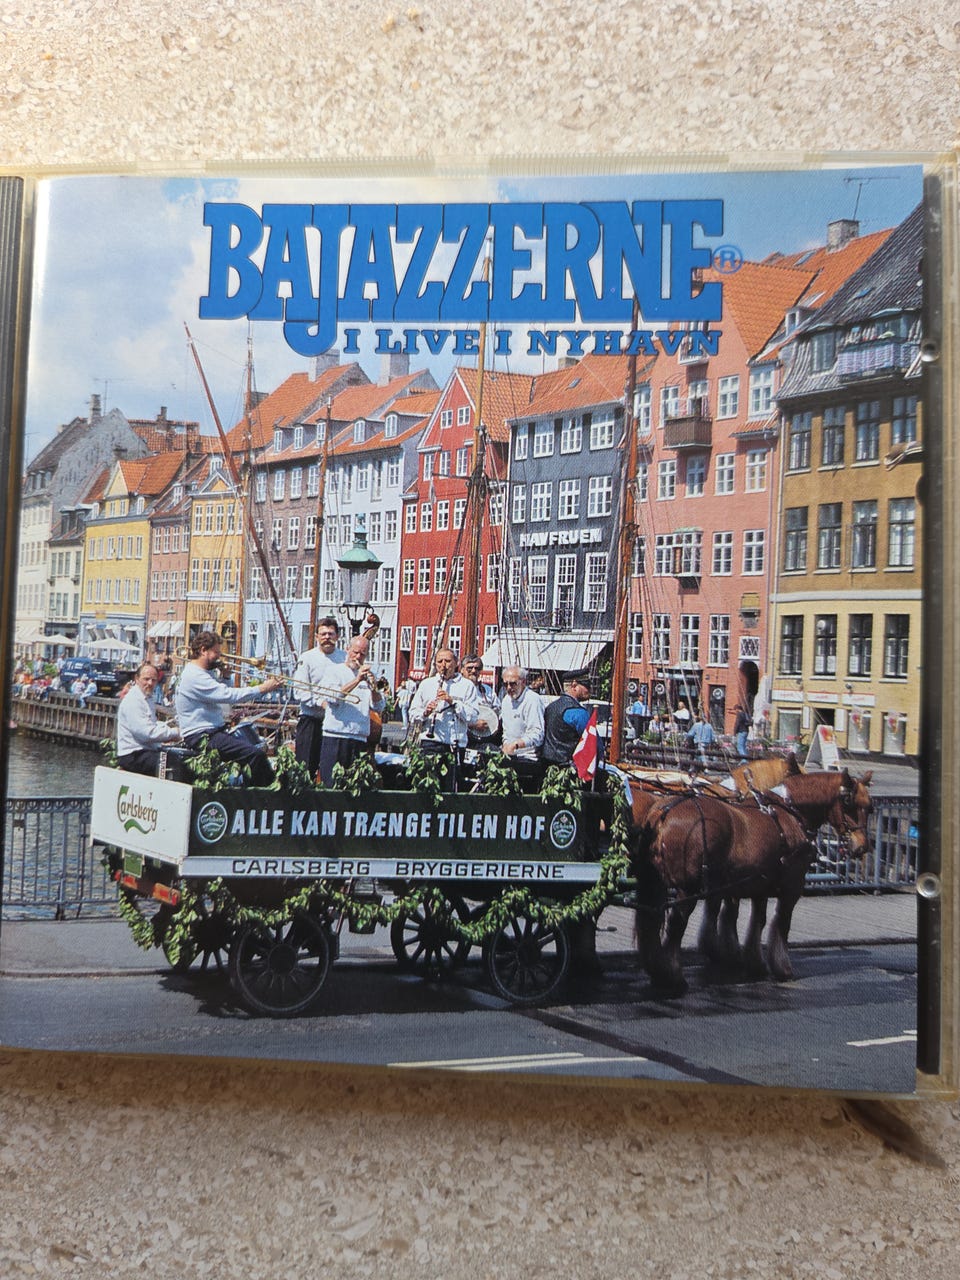 BAJAZZERNE®
I LIVE I NYHAVN
HAVFRUEN
Carlsberg
ALLE KAN TRÆNGE TIL EN HOF
CARLSBERG BRYGGERIERNE